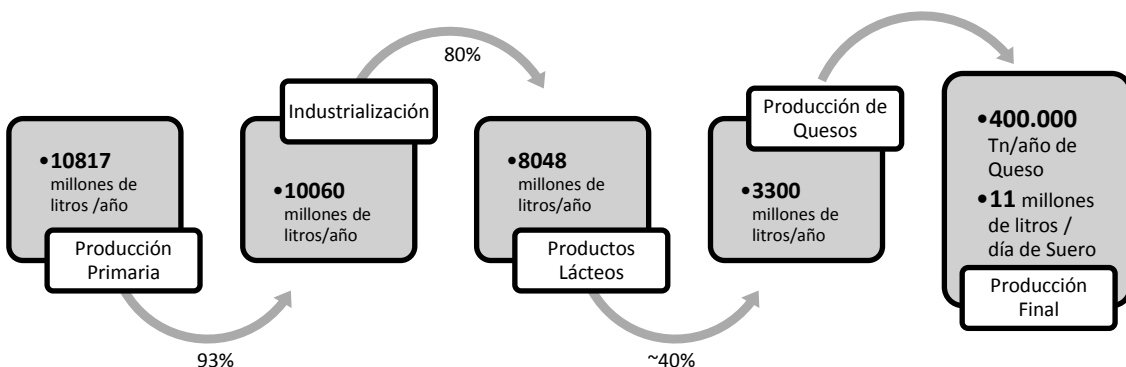 •10817
millones de
litros /año
Producción
Primaria
93%
Industrialización
•10060
millones de
litros/año
80%
•8048
millones de
litros/año
Productos
Lácteos
~40%
Producción de
Quesos
•3300
millones de
litros/año
•400.000
Tn/año de
Queso
•11 millones
de litros /
día de Suero
Producción
Final